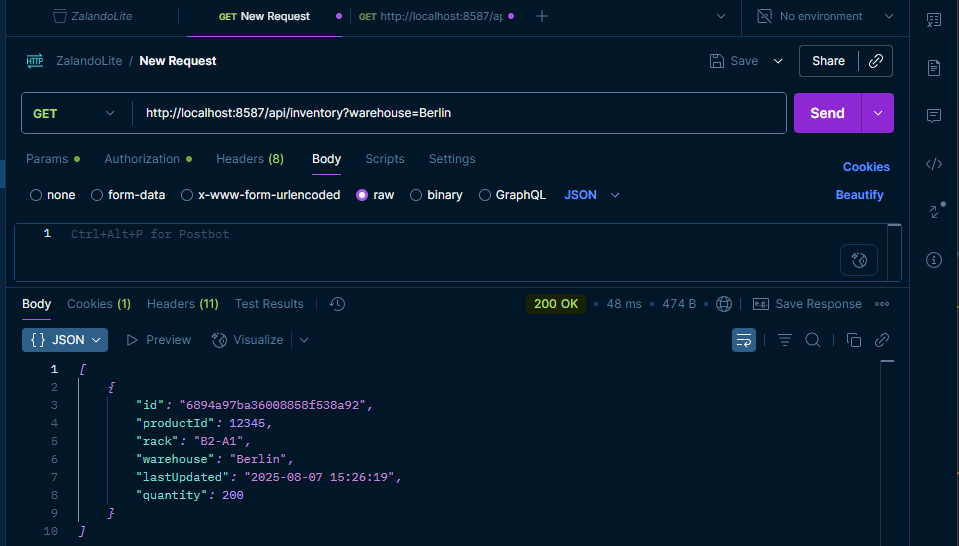 ZalandoLite GET New Request GET http://localhost:8587/ap No environment
HTTP ZalandoLite / New Request Save Share
GET http://localhost:8587/api/inventory?warehouse=Berlin Send
Params Authorization Headers (8) Body Scripts Settings Cookies
none form-data x-www-form-urlencoded raw binary GraphQL JSON Beautify
1 Ctrl+Alt+P for Postbot
Body Cookies (1) Headers (11) Test Results 200 OK • 48 ms • 474 B • e.g. Save Response
{} JSON Preview Visualize
1 [
2 {
3 "id": "6894a97ba36008858f538a92",
4 "productId": 12345,
5 "rack": "B2-A1",
6 "warehouse": "Berlin",
7 "lastUpdated": "2025-08-07 15:26:19",
8 "quantity": 200
9 }
10 ]